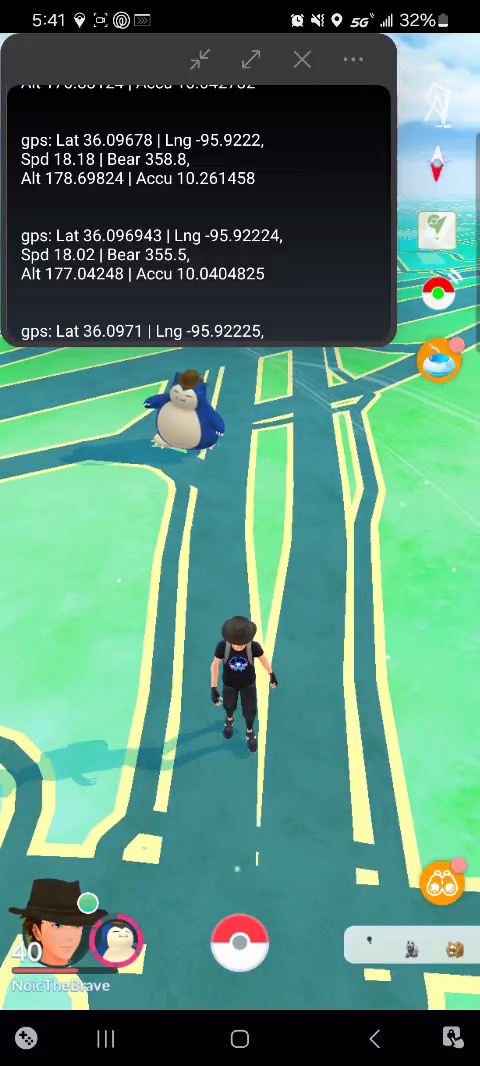 5:41
5G
32%
gps: Lat 36.09678 | Lng -95.9222,
Spd 18.18 | Bear 358.8,
Alt 178.69824 | Accu 10.261458
gps: Lat 36.096943 | Lng -95.92224,
Spd 18.02 | Bear 355.5,
Alt 177.04248 | Accu 10.0404825
gps: Lat 36.0971 | Lng -95.92225,
40
NoicTheBrave